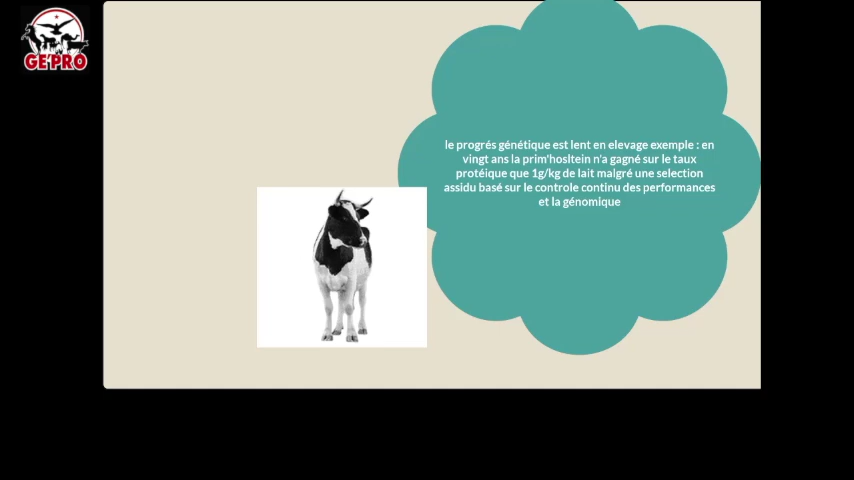 GE'PRO
le progrés génétique est lent en elevage exemple : en
vingt ans la prim'hosltein n'a gagné sur le taux
protéique que 1g/kg de lait malgré une selection
assidu basé sur le controle continu des performances
et la génomique